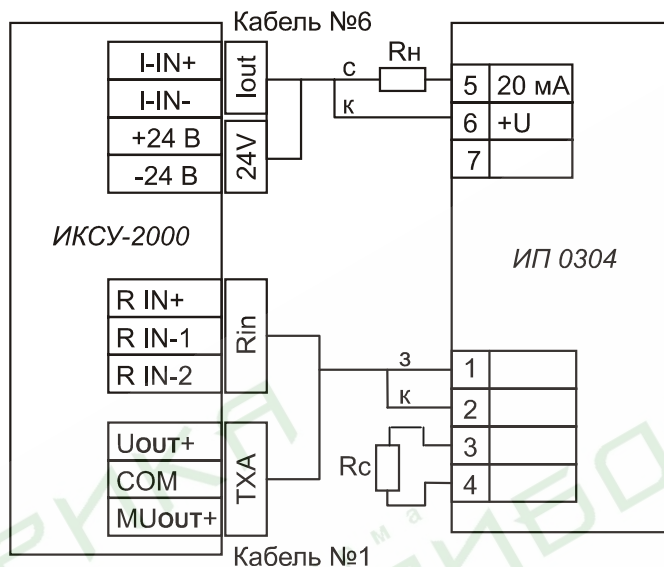 Кабель №6
I-IN+
I-IN-
+24 В
-24 В
Iout
24V
с
к
Rн
5 20 мА
6 +U
7
ИКСУ-2000
ИП 0304
R IN+
R IN-1
R IN-2
Rin
UOUT+
COM
MUOUT+
TXA
з
к
1
2
3
4
Rc
Кабель №1